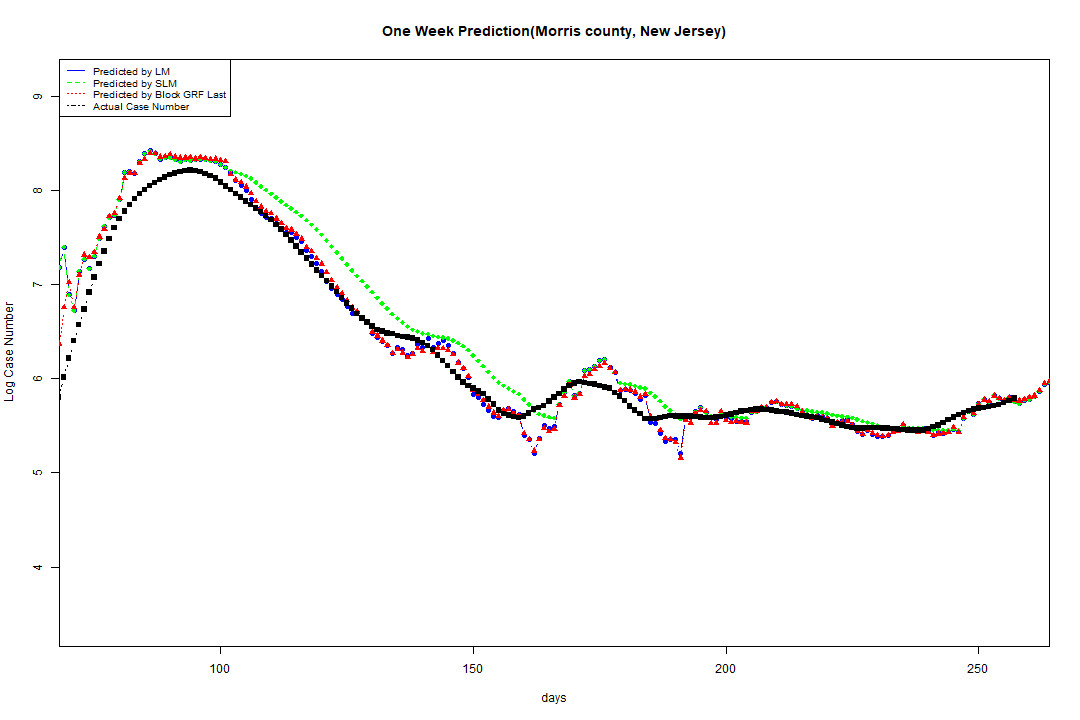 One Week Prediction(Morris county, New Jersey)
Predicted by LM
Predicted by SLM
Predicted by Block GRF Last
Actual Case Number
9
8
7
6
5
4
Log Case Number
100 150 200 250
days